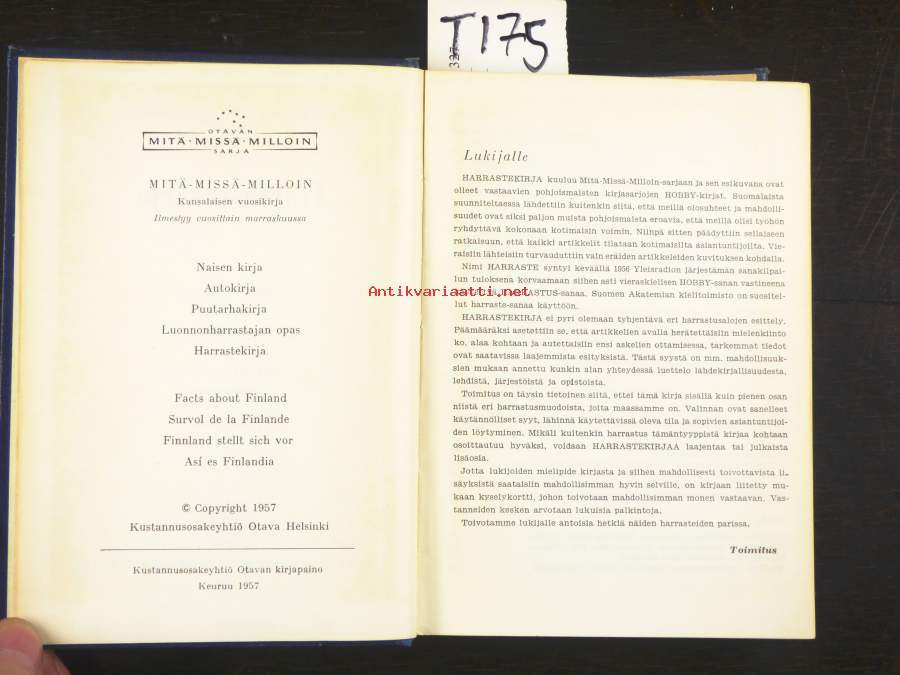 T175
327
OTAVAN
MITÄ·MISSÄ·MILLOIN
SARJA
MITÄ-MISSÄ-MILLOIN
Kansalaisen vuosikirja
Ilmestyy vuosittain marraskuussa
Naisen kirja
Autokirja
Puutarhakirja
Luonnonharrastajan opas
Harrastekirja
Facts about Finland
Survol de la Finlande
Finnland stellt sich vor
Así es Finlandia
© Copyright 1957
Kustannusosakeyhtiö Otava Helsinki
Kustannusosakeyhtiö Otavan kirjapaino
Keuruu 1957
Lukijalle
HARRASTEKIRJA kuuluu Mitä-Missä-Milloin-sarjaan ja sen esikuvana ovat
olleet vastaavien pohjoismaisten kirjasarjojen HOBBY-kirjat. Suomalaista
suunniteltaessa lähdettiin kuitenkin siitä, että meillä olosuhteet ja mahdolli-
suudet ovat siksi paljon muista pohjoismaista eroavia, että meillä olisi työhön
ryhdyttävä kokonaan kotimaisin voimin. Niinpä sitten päädyttiin sellaiseen
ratkaisuun, että kaikki artikkelit tilataan kotimaisilta asiantuntijoilta. Vie-
raisiin lähteisiin turvauduttiin vain eräiden artikkeleiden kuvituksen kohdalla.
Nimi HARRASTE syntyi keväällä 1956 Yleisradion järjestämän sanakilpai-
lun tuloksena korvaamaan siihen asti vieraskielisen HOBBY-sanan vastineena
HARRASTUS-sanaa. Suomen Akatemian kielitoimisto on suositel-
lut harraste-sanaa käyttöön.
Antikvariaatti.net
HARRASTEKIRJA ei pyri olemaan tyhjentävä eri harrastusalojen esittely.
Päämääräksi asetettiin se, että artikkelien avulla herätettäisiin mielenkiinto
ko. alaa kohtaan ja autettaisiin ensi askelien ottamisessa, tarkemmat tiedot
ovat saatavissa laajemmista esityksistä. Tästä syystä on mm. mahdollisuuk-
sien mukaan annettu kunkin alan yhteydessä luettelo lähdekirjallisuudesta,
lehdistä, järjestöistä ja opistoista.
Toimitus on täysin tietoinen siitä, ettei tämä kirja sisällä kuin pienen osan
niistä eri harrastusmuodoista, joita maassamme on. Valinnan ovat sanelleet
käytännölliset syyt, lähinnä käytettävissä oleva tila ja sopivien asiantuntijoi-
den löytyminen. Mikäli kuitenkin harrastus tämäntyyppistä kirjaa kohtaan
osoittautuu hyväksi, voidaan HARRASTEKIRJAA laajentaa tai julkaista
lisäosia.
Jotta lukijoiden mielipide kirjasta ja siihen mahdollisesti toivottavista li-
säyksistä saataisiin mahdollisimman hyvin selville, on kirjaan liitetty mu-
kaan kyselykortti, johon toivotaan mahdollisimman monen vastaavan. Vas-
tanneiden kesken arvotaan lukuisia palkintoja.
Toivotamme lukijalle antoisia hetkiä näiden harrasteiden parissa.
Toimitus